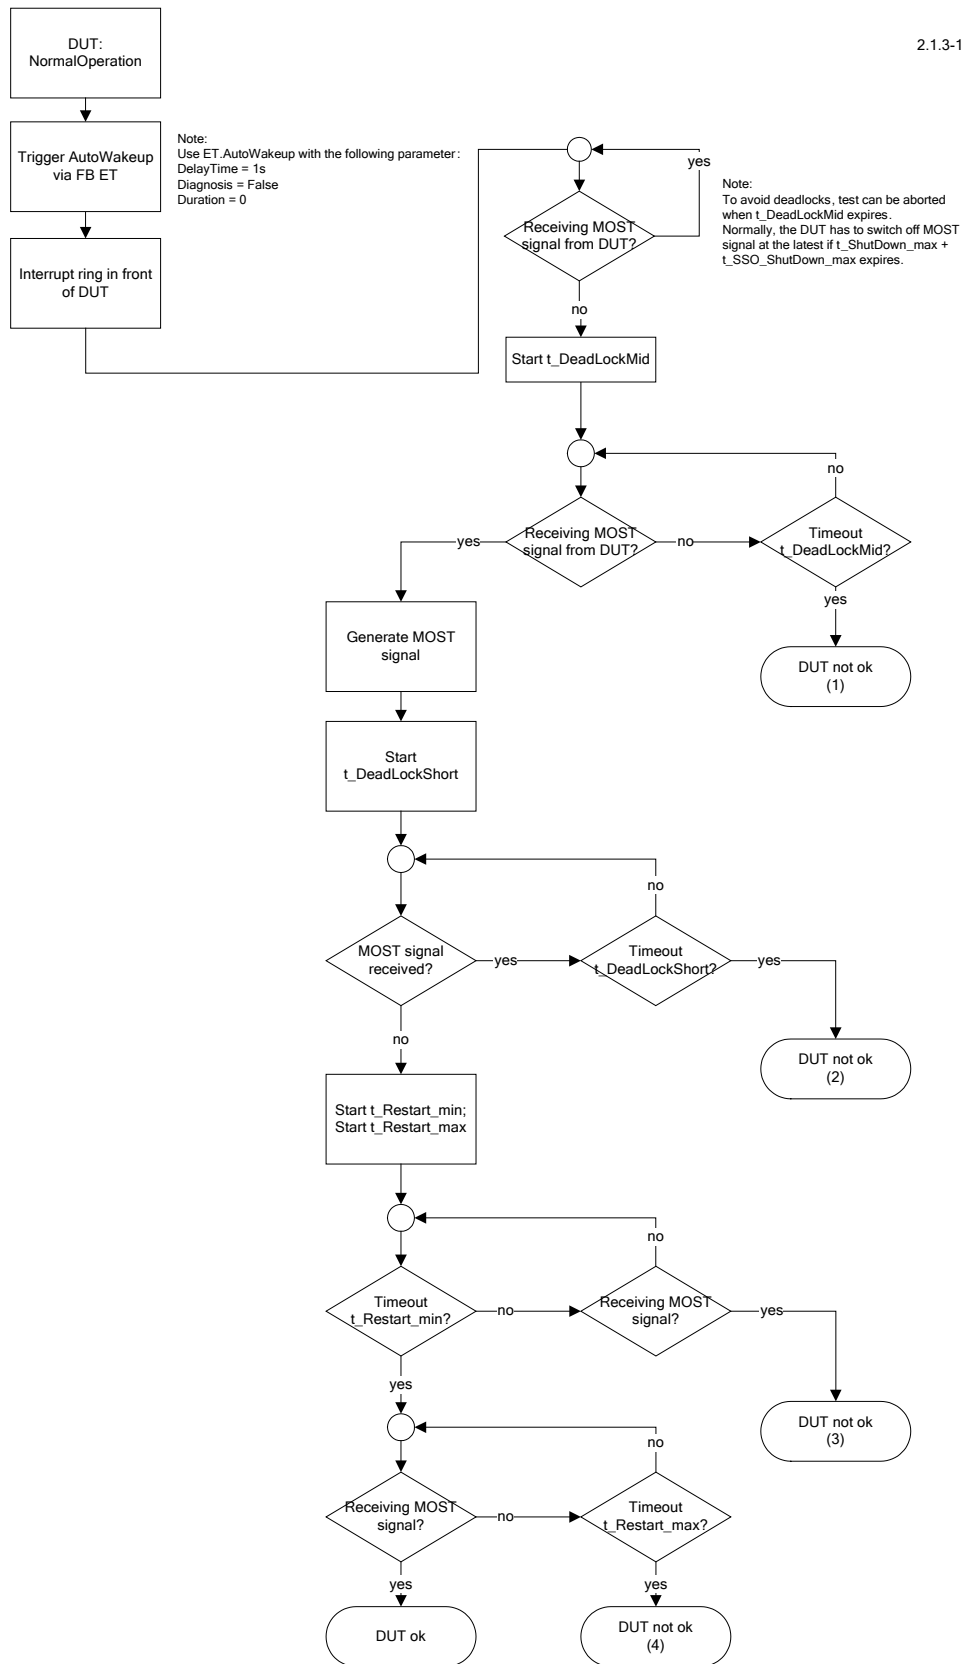 2.1.3-1
DUT:
NormalOperation
Trigger AutoWakeup
via FB ET
Note:
Use ET.AutoWakeup with the following parameter:
DelayTime = 1s
Diagnosis = False
Duration = 0
Interrupt ring in front
of DUT
yes
Receiving MOST
signal from DUT?
Note:
To avoid deadlocks, test can be aborted
when t_DeadLockMid expires.
Normally, the DUT has to switch off MOST
signal at the latest if t_ShutDown_max +
t_SSO_ShutDown_max expires.
no
Start t_DeadLockMid
no
Receiving MOST
signal from DUT?
yes
no
Timeout
t_DeadLockMid?
yes
DUT not ok
(1)
Generate MOST
signal
Start
t_DeadLockShort
no
MOST signal
received?
yes
Timeout
t_DeadLockShort?
yes
DUT not ok
(2)
no
Start t_Restart_min;
Start t_Restart_max
no
Timeout
t_Restart_min?
no
Receiving MOST
signal?
yes
DUT not ok
(3)
yes
no
Receiving MOST
signal?
no
Timeout
t_Restart_max?
yes
yes
DUT ok
DUT not ok
(4)